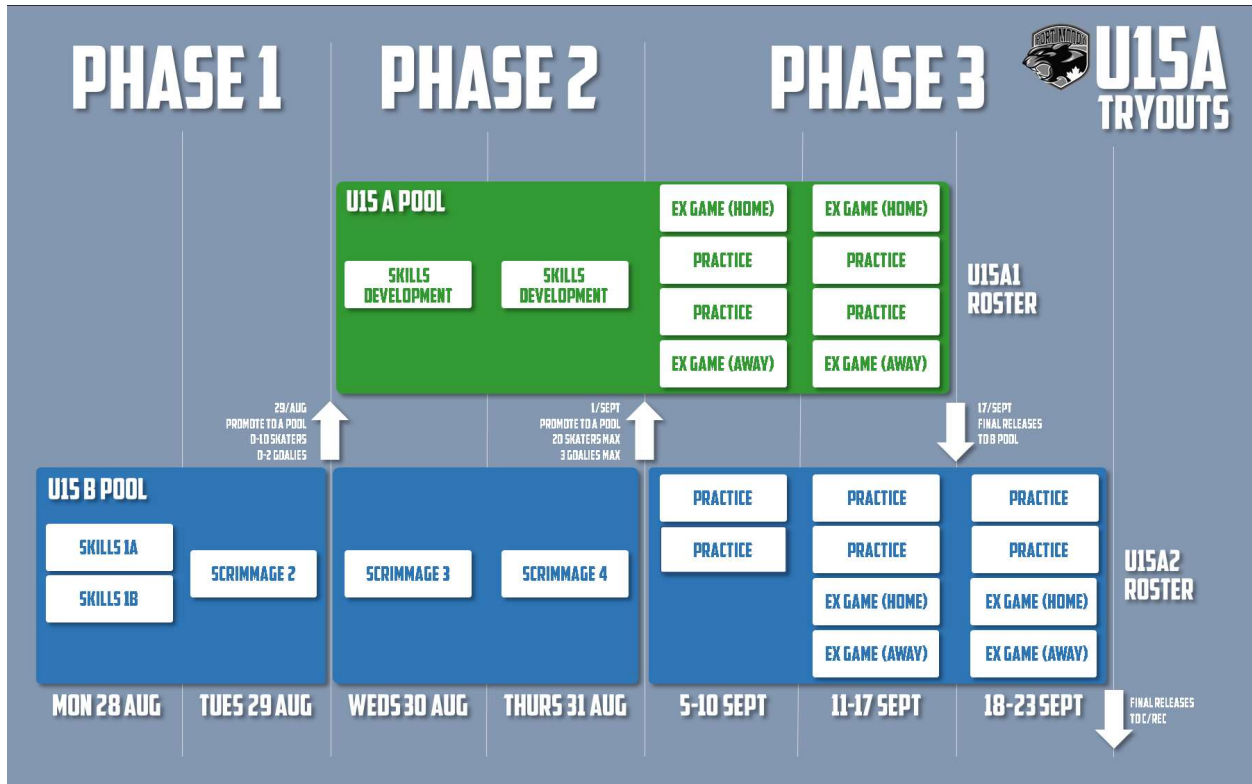 PHASE 1
PHASE 2
PHASE 3
FORT MOTOR
U15A
TRYOUTS
U15 A POOL
SKILLS
DEVELOPMENT
SKILLS
DEVELOPMENT
EX GAME (HOME)
PRACTICE
PRACTICE
EX GAME (AWAY)
EX GAME (HOME)
PRACTICE
PRACTICE
EX GAME (AWAY)
U15A1
ROSTER
29/AUG
PROMOTE TO A POOL
0-10 SKATERS
0-2 GOALIES
1/SEPT
PROMOTE TO A POOL
20 SKATERS MAX
3 GOALIES MAX
17/SEPT
FINAL RELEASES
TO B POOL
U15 B POOL
SKILLS 1A
SKILLS 1B
SCRIMMAGE 2
SCRIMMAGE 3
SCRIMMAGE 4
PRACTICE
PRACTICE
PRACTICE
PRACTICE
EX GAME (HOME)
EX GAME (AWAY)
PRACTICE
PRACTICE
EX GAME (HOME)
EX GAME (AWAY)
U15A2
ROSTER
MON 28 AUG
TUES 29 AUG
WEDS 30 AUG
THURS 31 AUG
5-10 SEPT
11-17 SEPT
18-23 SEPT
FINAL RELEASES
TO C/REC